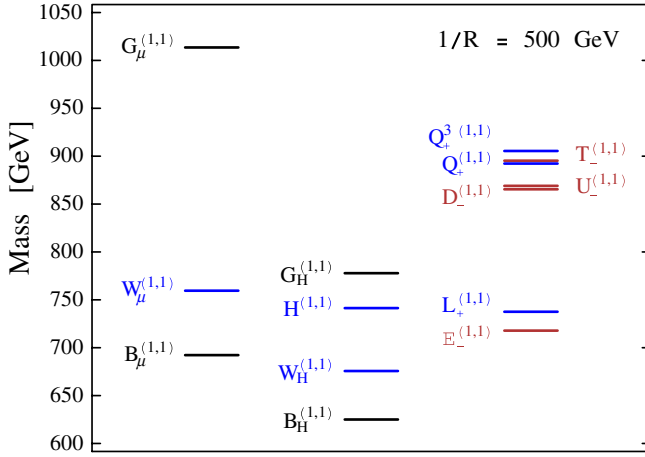 1050
1000
950
900
850
800
750
700
650
600
Mass [GeV]
1/R = 500 GeV
G_μ^(1,1)
W_μ^(1,1)
B_μ^(1,1)
G_H^(1,1)
H^(1,1)
W_H^(1,1)
B_H^(1,1)
Q_+^3 (1,1)
T_-^(1,1)
Q_+^(1,1)
U_-^(1,1)
D_-^(1,1)
L_+^(1,1)
E_-^(1,1)